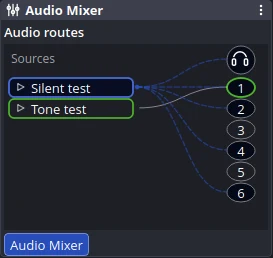 Audio Mixer
Audio routes
Sources
Silent test
Tone test
1
2
3
4
5
6
Audio Mixer